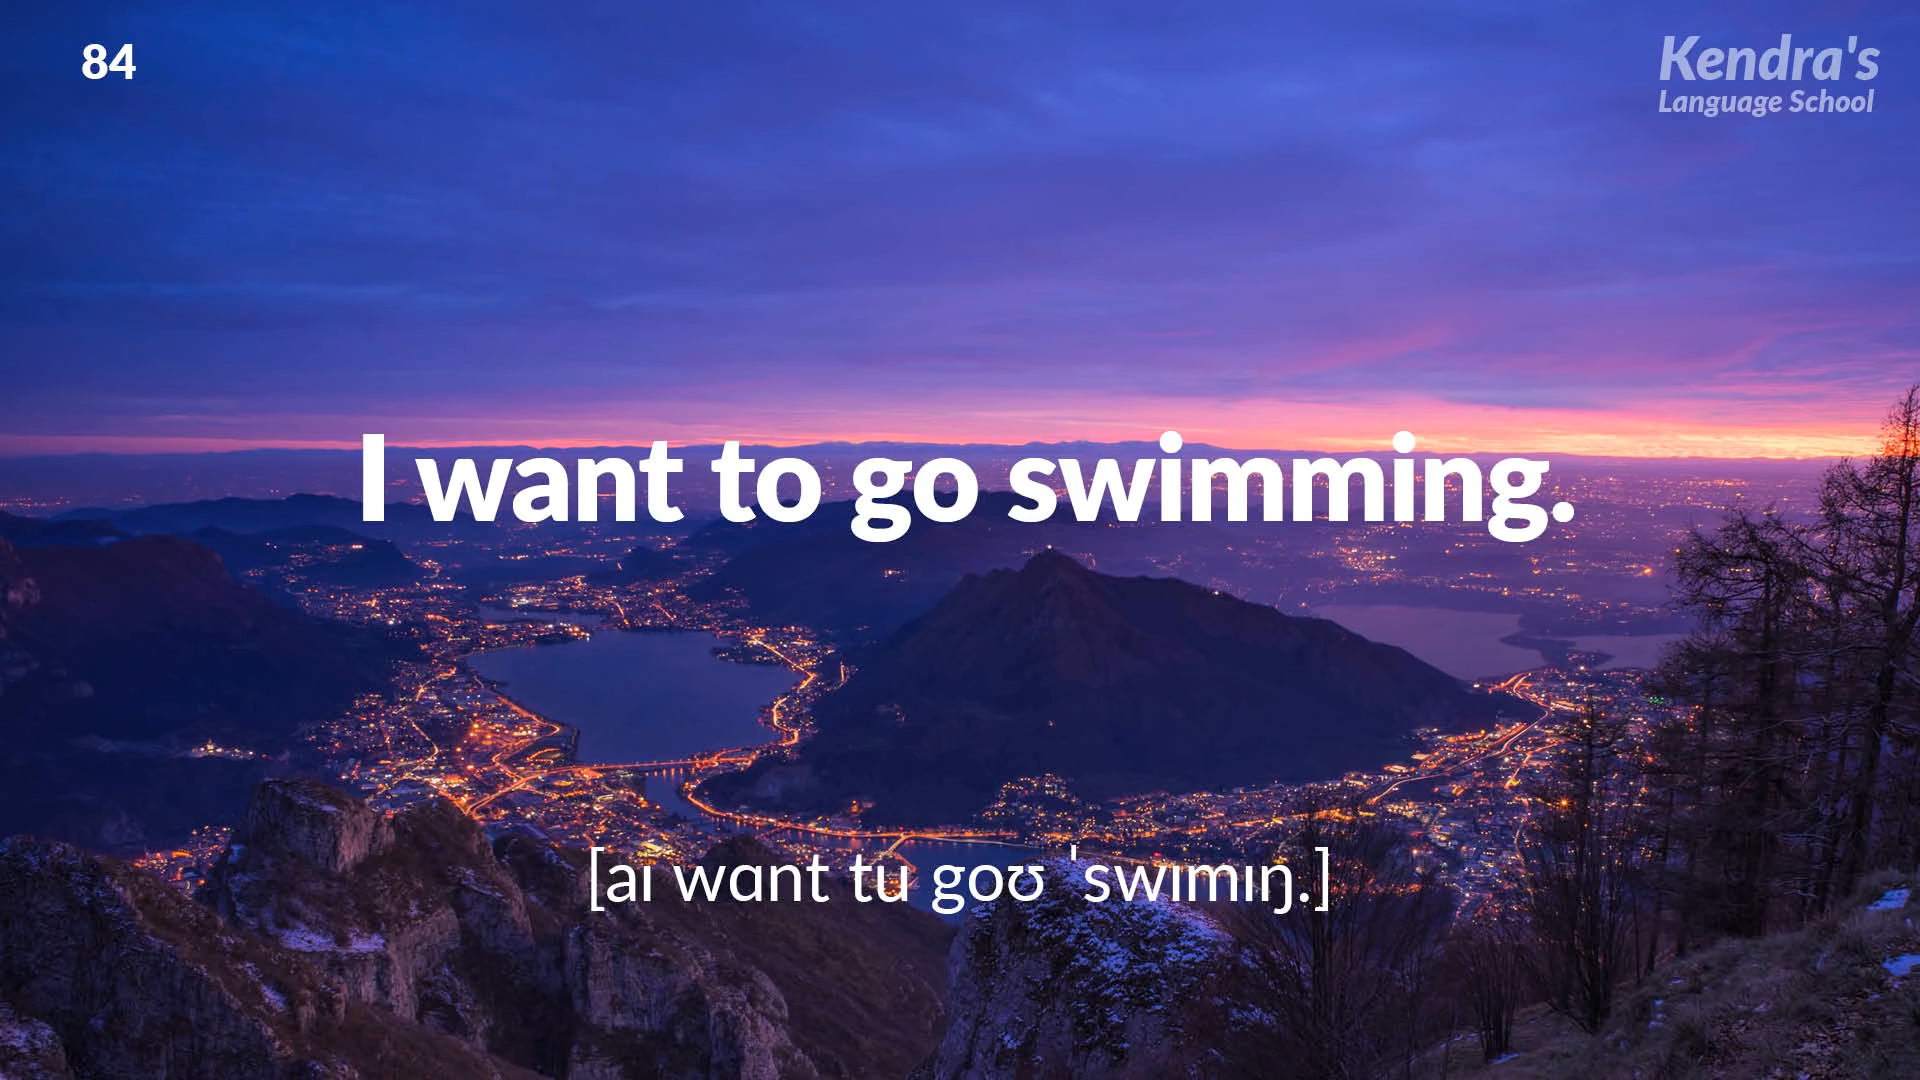 84
Kendra's
Language School
I want to go swimming.
[aɪ wɑnt tu goʊ ˈswɪmɪŋ.]